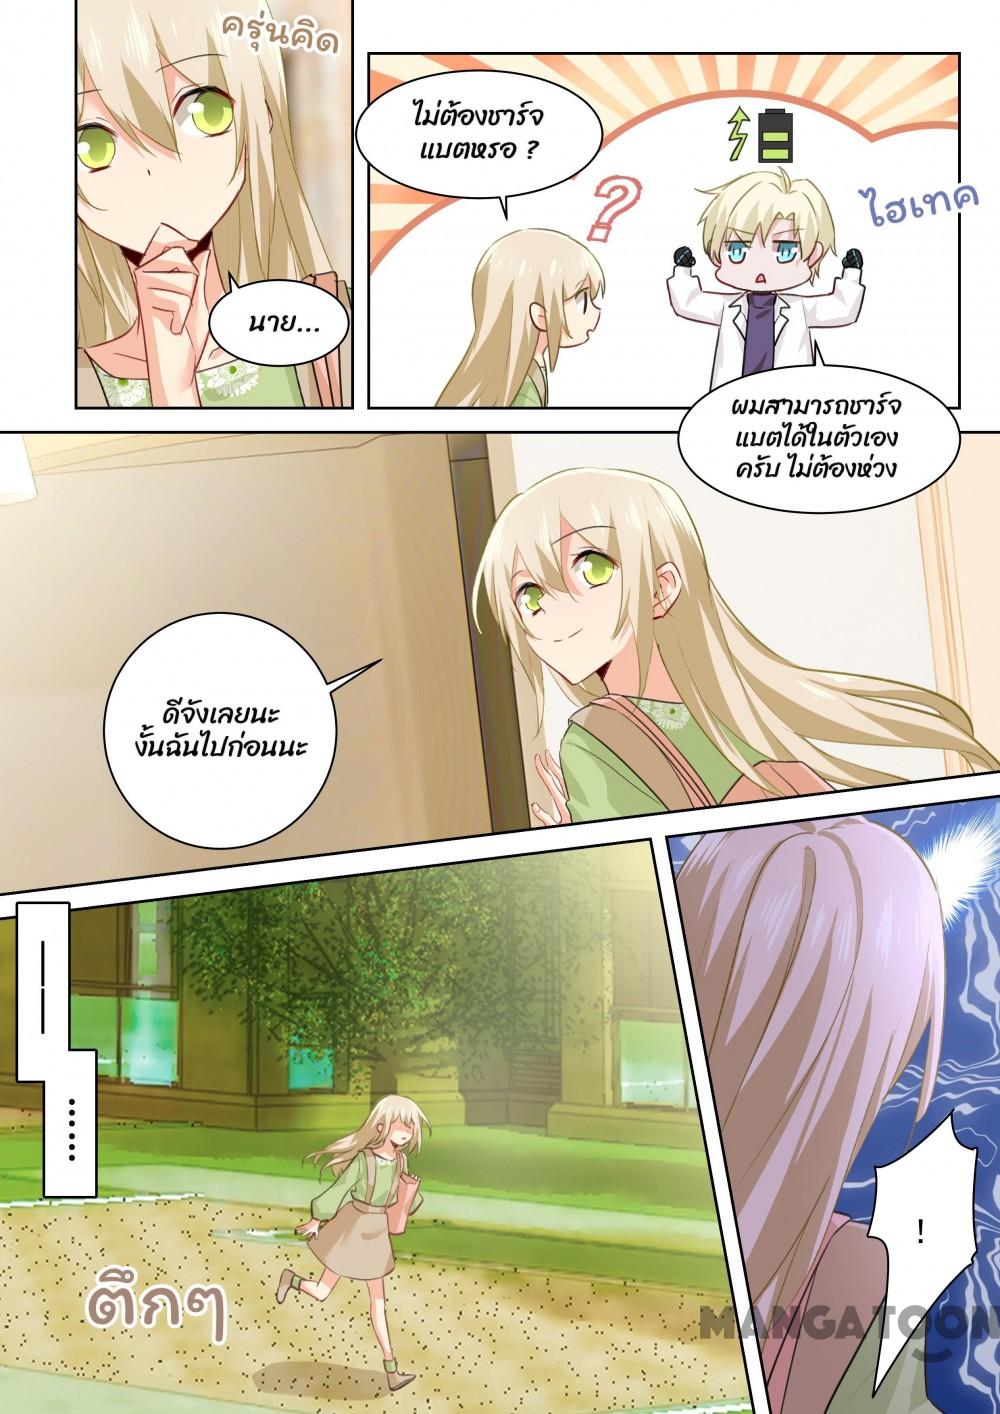 ครุ่นคิด
นาย...
ไม่ต้องชาร์จ
แบตหรอ ?
?
ไฮเทค
ผมสามารถชาร์จ
แบตได้ในตัวเอง
ครับ ไม่ต้องห่วง
ดีจังเลยนะ
งั้นฉันไปก่อนนะ
......
ตึกๆ
!
MANGATOON